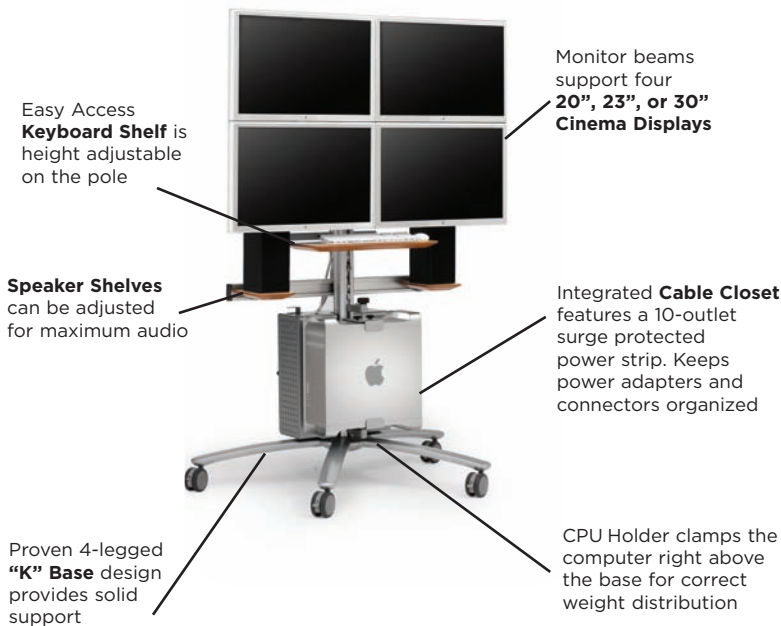 Easy Access
Keyboard Shelf is
height adjustable
on the pole
Monitor beams
support four
20”, 23”, or 30”
Cinema Displays
Speaker Shelves
can be adjusted
for maximum audio
Integrated Cable Closet
features a 10-outlet
surge protected
power strip. Keeps
power adapters and
connectors organized
Proven 4-legged
“K” Base design
provides solid
support
CPU Holder clamps the
computer right above
the base for correct
weight distribution